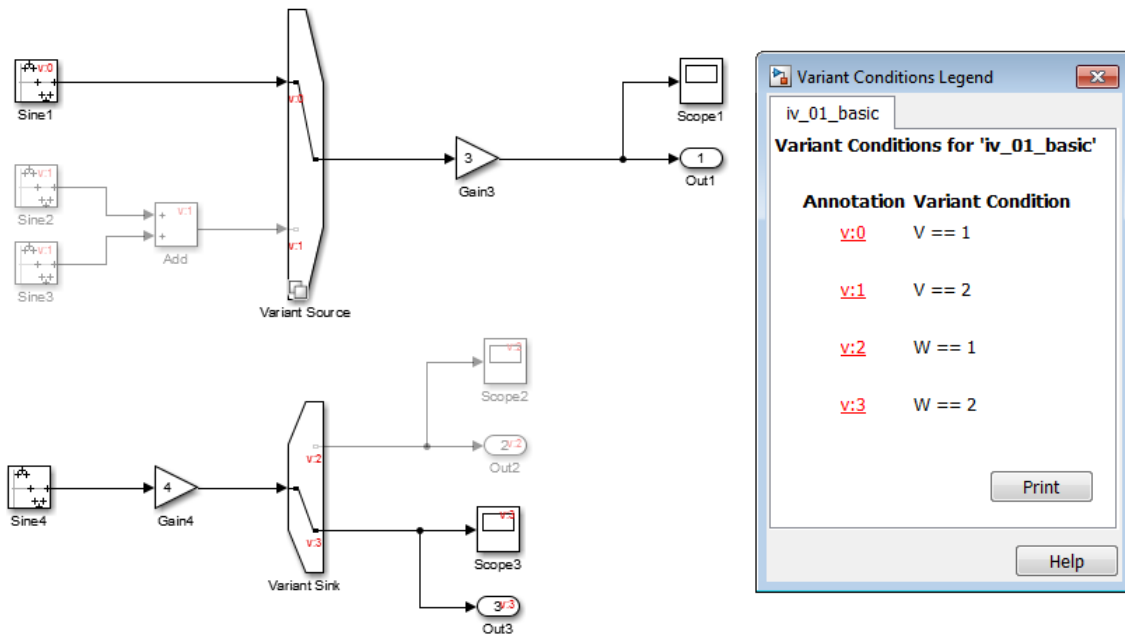 v:0
Sine1
v:0
v:1
Sine2
v:1
Sine3
v:1
+
+
Add
v:1
Variant Source
3
Gain3
Scope1
1
Out1
Sine4
4
Gain4
v:2
v:3
Variant Sink
v:2
Scope2
2
v:2
Out2
v:3
Scope3
3
v:3
Out3
Variant Conditions Legend
iv_01_basic
Variant Conditions for 'iv_01_basic'
Annotation Variant Condition
v:0 V == 1
v:1 V == 2
v:2 W == 1
v:3 W == 2
Print
Help